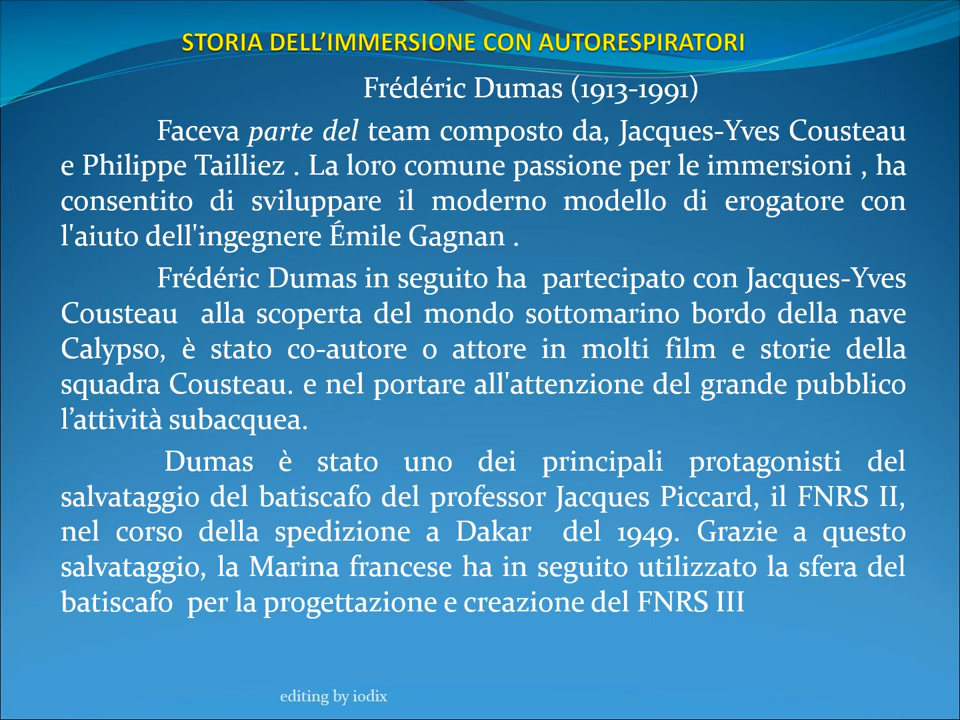 STORIA DELL’IMMERSIONE CON AUTORESPIRATORI
Frédéric Dumas (1913-1991)
Faceva parte del team composto da, Jacques-Yves Cousteau
e Philippe Tailliez . La loro comune passione per le immersioni , ha
consentito di sviluppare il moderno modello di erogatore con
l'aiuto dell'ingegnere Émile Gagnan .
Frédéric Dumas in seguito ha partecipato con Jacques-Yves
Cousteau alla scoperta del mondo sottomarino bordo della nave
Calypso, è stato co-autore o attore in molti film e storie della
squadra Cousteau. e nel portare all'attenzione del grande pubblico
l’attività subacquea.
Dumas è stato uno dei principali protagonisti del
salvataggio del batiscafo del professor Jacques Piccard, il FNRS II,
nel corso della spedizione a Dakar del 1949. Grazie a questo
salvataggio, la Marina francese ha in seguito utilizzato la sfera del
batiscafo per la progettazione e creazione del FNRS III
editing by iodix